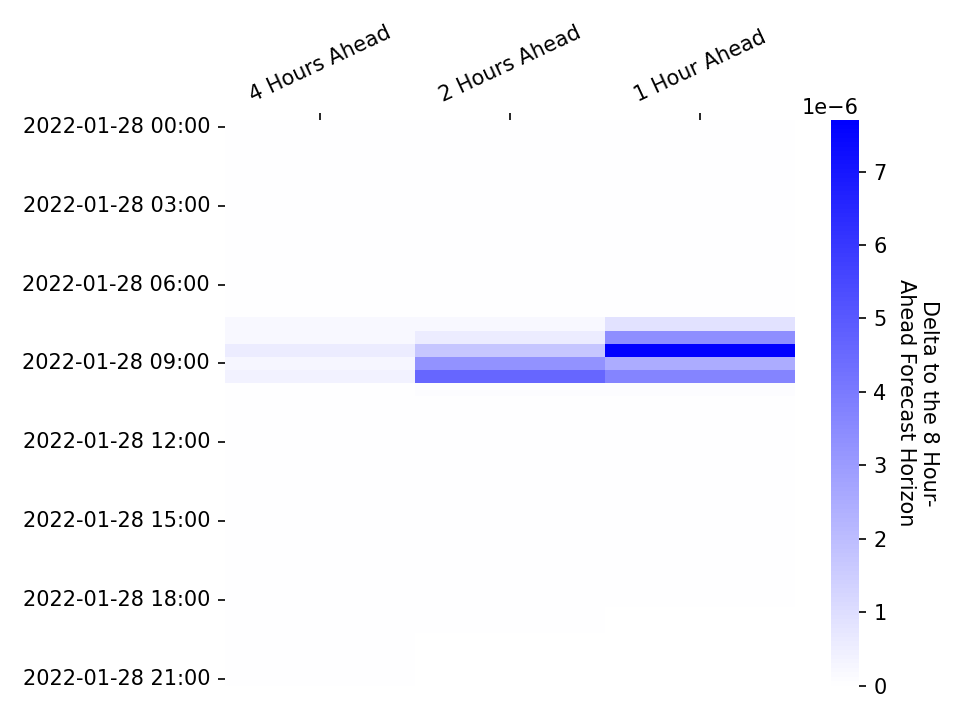 4 Hours Ahead
2 Hours Ahead
1 Hour Ahead
1e−6
2022-01-28 00:00
2022-01-28 03:00
2022-01-28 06:00
2022-01-28 09:00
2022-01-28 12:00
2022-01-28 15:00
2022-01-28 18:00
2022-01-28 21:00
7
6
5
4
3
2
1
0
Delta to the 8 Hour-
Ahead Forecast Horizon